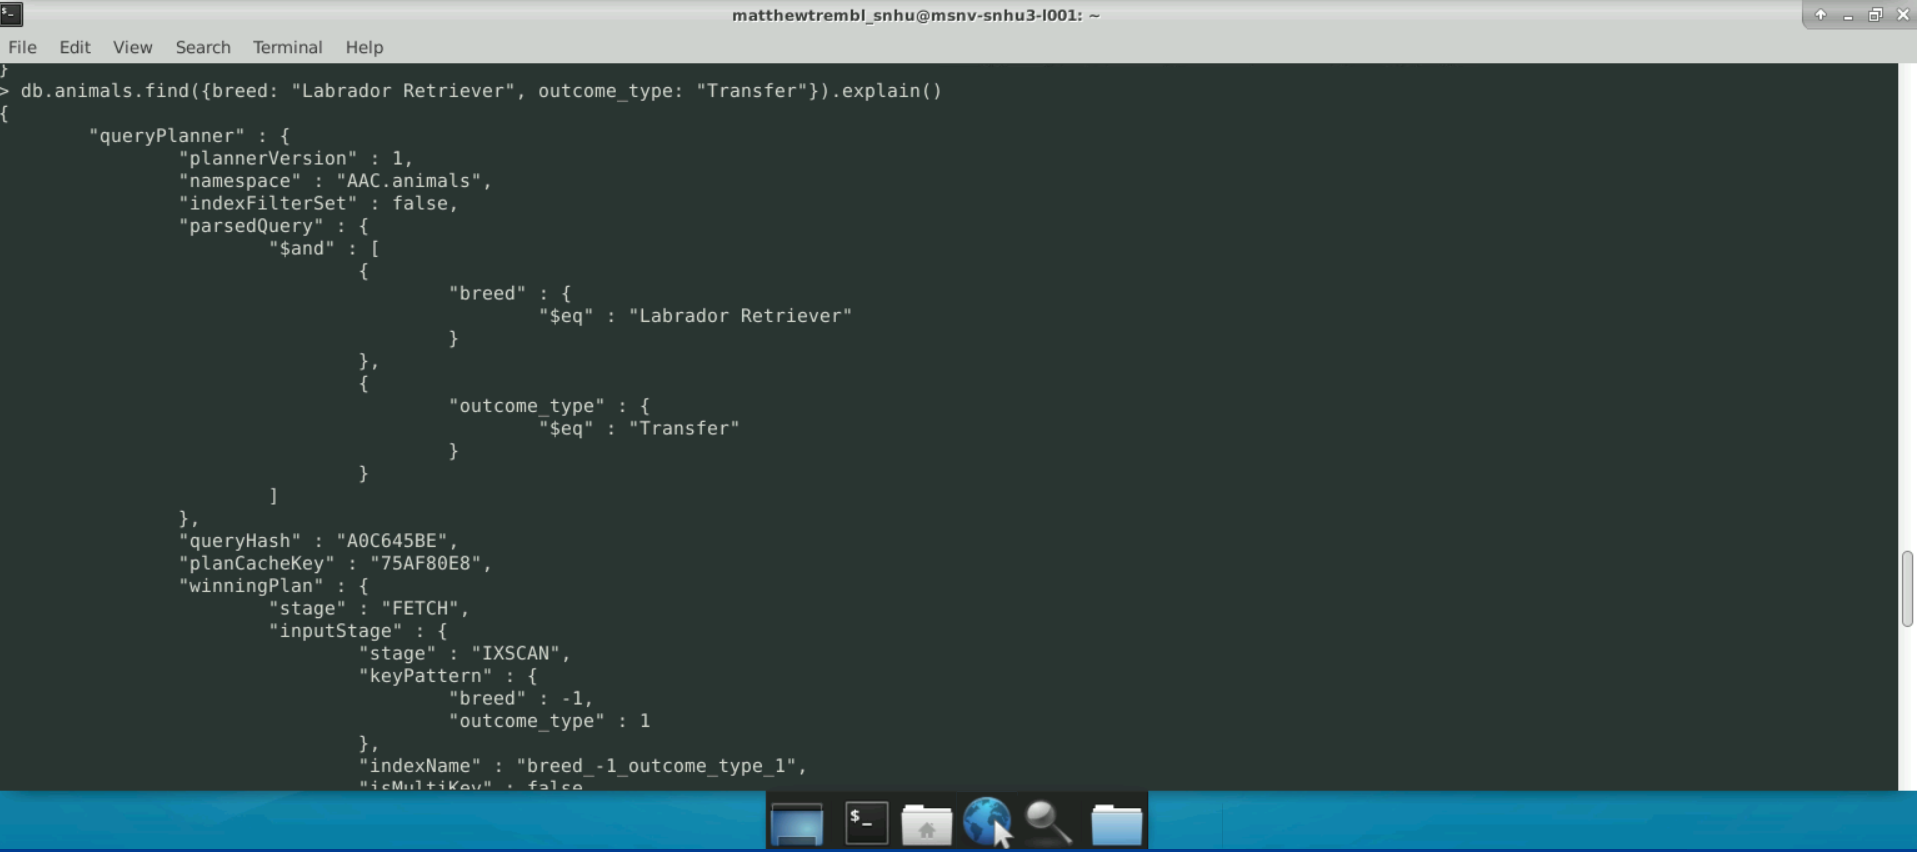 matthewtrembl_snhu@msnv-snhu3-l001: ~
File Edit View Search Terminal Help
}
> db.animals.find({breed: "Labrador Retriever", outcome_type: "Transfer"}).explain()
{
"queryPlanner" : {
"plannerVersion" : 1,
"namespace" : "AAC.animals",
"indexFilterSet" : false,
"parsedQuery" : {
"$and" : [
{
"breed" : {
"$eq" : "Labrador Retriever"
}
},
{
"outcome_type" : {
"$eq" : "Transfer"
}
}
]
},
"queryHash" : "A0C645BE",
"planCacheKey" : "75AF80E8",
"winningPlan" : {
"stage" : "FETCH",
"inputStage" : {
"stage" : "IXSCAN",
"keyPattern" : {
"breed" : -1,
"outcome_type" : 1
},
"indexName" : "breed_-1_outcome_type_1",
"isMultiKey" : false
$_